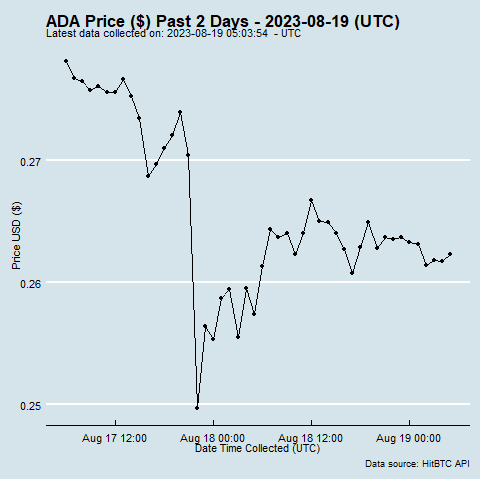 ADA Price ($) Past 2 Days - 2023-08-19 (UTC)
Latest data collected on: 2023-08-19 05:03:54 - UTC
Price USD ($)
0.27
0.26
0.25
Aug 17 12:00 Aug 18 00:00 Aug 18 12:00 Aug 19 00:00
Date Time Collected (UTC)
Data source: HitBTC API